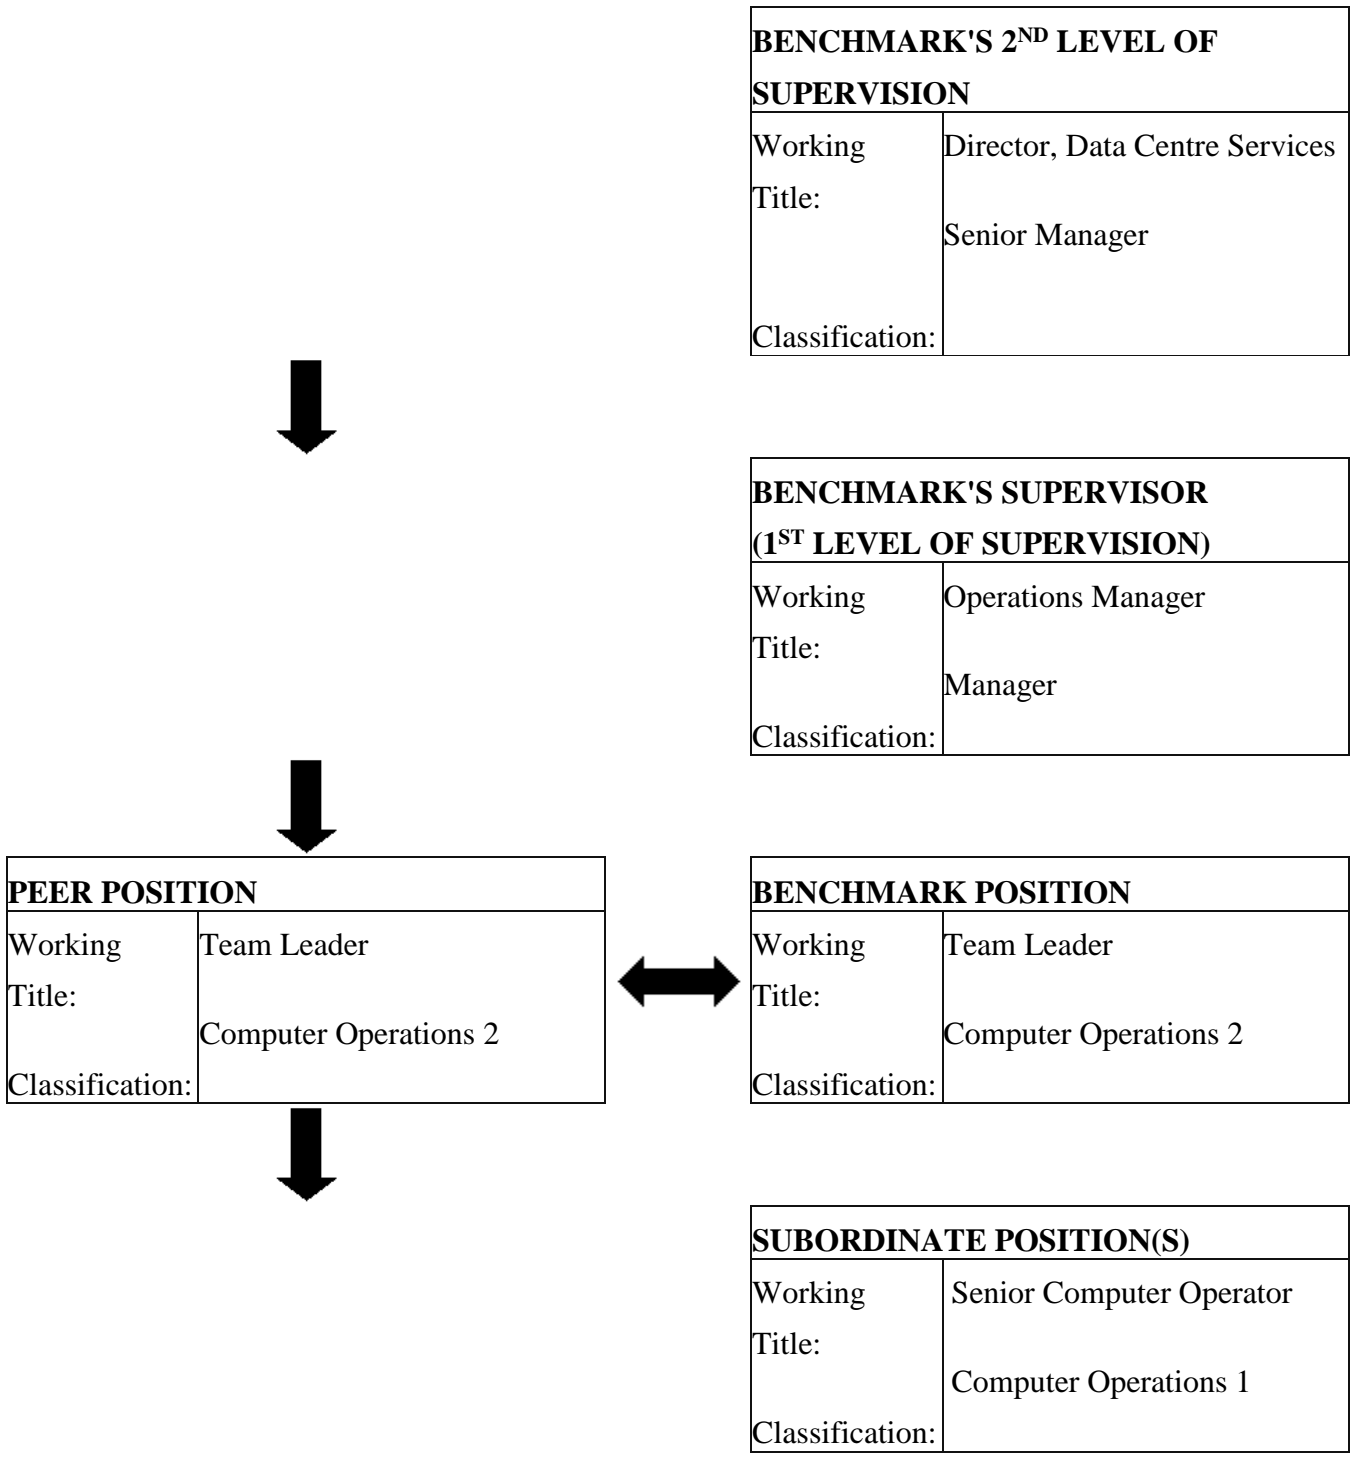 BENCHMARK'S 2ND LEVEL OF
SUPERVISION
Working
Title:
Classification:
Director, Data Centre Services
Senior Manager
BENCHMARK'S SUPERVISOR
(1ST LEVEL OF SUPERVISION)
Working
Title:
Classification:
Operations Manager
Manager
PEER POSITION
Working
Title:
Classification:
Team Leader
Computer Operations 2
BENCHMARK POSITION
Working
Title:
Classification:
Team Leader
Computer Operations 2
SUBORDINATE POSITION(S)
Working
Title:
Classification:
Senior Computer Operator
Computer Operations 1